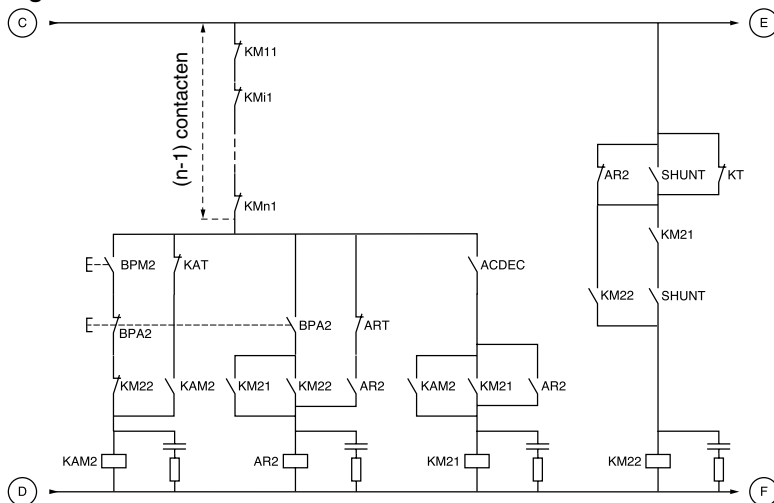 C
E
KM11
KMi1
(n-1) contacten
KMn1
AR2
SHUNT
KT
KM21
BPM2
KAT
ACDEC
KM22
SHUNT
BPA2
BPA2
ART
KM22
KAM2
KM21
KM22
AR2
KAM2
KM21
AR2
KAM2
AR2
KM21
KM22
D
F